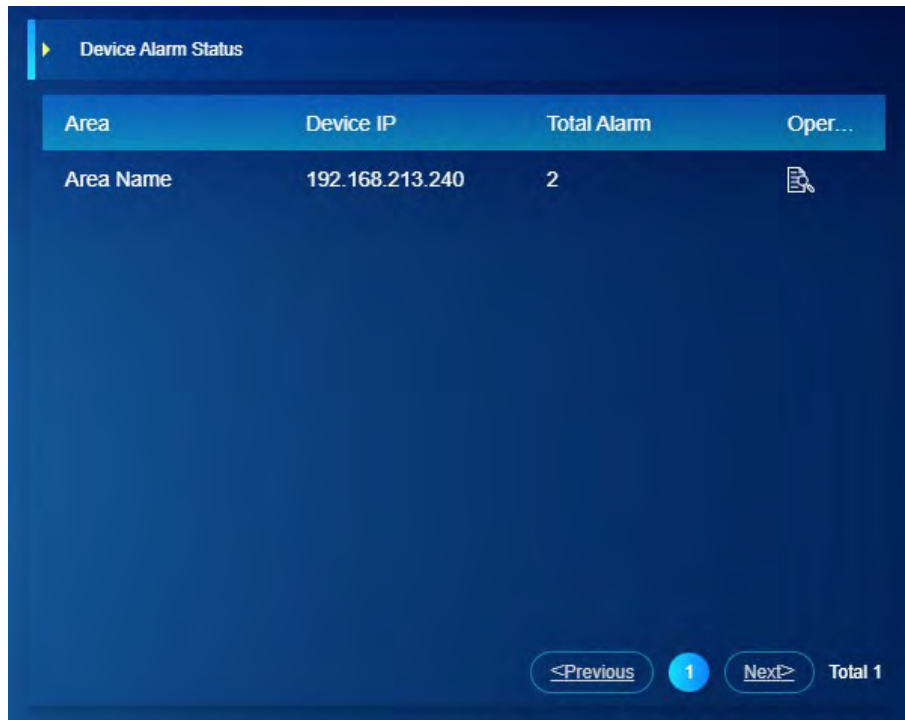 Device Alarm Status
Area Device IP Total Alarm Oper...
Area Name 192.168.213.240 2
<Previous 1 Next> Total 1